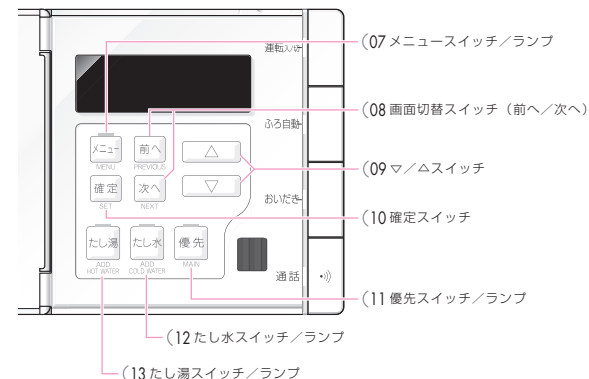 運転入/切
(07 メニュースイッチ／ランプ
(08 画面切替スイッチ（前へ／次へ）
ふろ自動
メニュー
MENU
前へ
PREVIOUS
△
(09 ▽／△スイッチ
確定
SET
次へ
NEXT
▽
おいだき
(10 確定スイッチ
たし湯
ADD
HOT WATER
たし水
ADD
COLD WATER
優先
MAIN
通話
(11 優先スイッチ／ランプ
(12 たし水スイッチ／ランプ
(13 たし湯スイッチ／ランプ